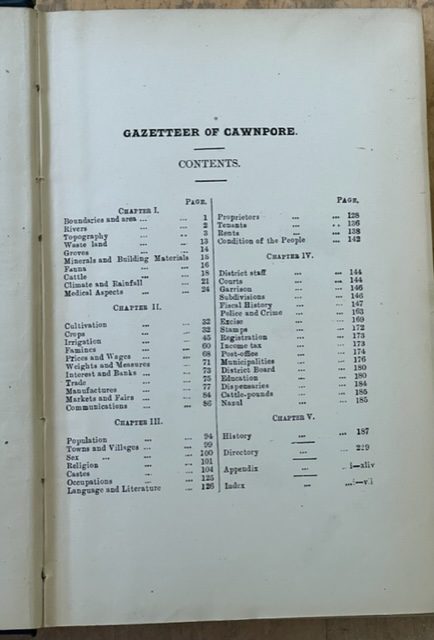 GAZETTEER OF CAWNPORE.
CONTENTS.
PAGE.
CHAPTER I.
Boundaries and area ... ... 1
Rivers ... ... 2
Topography ... ... 3
Waste land ... ... 13
Groves ... ... 14
Minerals and Building Materials 15
Fauna ... ... 16
Cattle ... ... 18
Climate and Rainfall ... 21
Medical Aspects ... ... 24
CHAPTER II.
Cultivation ... ... 32
Crops ... ... 32
Irrigation ... ... 45
Famines ... ... 60
Prices and Wages ... ... 68
Weights and Measures ... 71
Interest and Banks ... ... 73
Trade ... ... 75
Manufactures ... ... 77
Markets and Fairs ... ... 84
Communications ... ... 86
CHAPTER III.
Population ... ... 94
Towns and Villages ... ... 99
Sex ... ... ... 100
Religion ... ... 101
Castes ... ... 104
Occupations ... ... 125
Language and Literature ... 126
PAGE.
Proprietors ... ... 128
Tenants ... ... 136
Rents ... ... 138
Condition of the People ... 142
CHAPTER IV.
District staff ... ... 144
Courts ... ... 144
Garrison ... ... 146
Subdivisions ... ... 146
Fiscal History ... ... 147
Police and Crime ... ... 163
Excise ... ... 169
Stamps ... ... 172
Registration ... ... 173
Income tax ... ... 173
Post-office ... ... 174
Municipalities ... ... 176
District Board ... ... 180
Education ... ... 180
Dispensaries ... ... 184
Cattle-pounds ... ... 185
Nazul ... ... 185
CHAPTER V.
History ... ... 187
Directory ... ... 229
Appendix ... i—xliv
Index ... ...